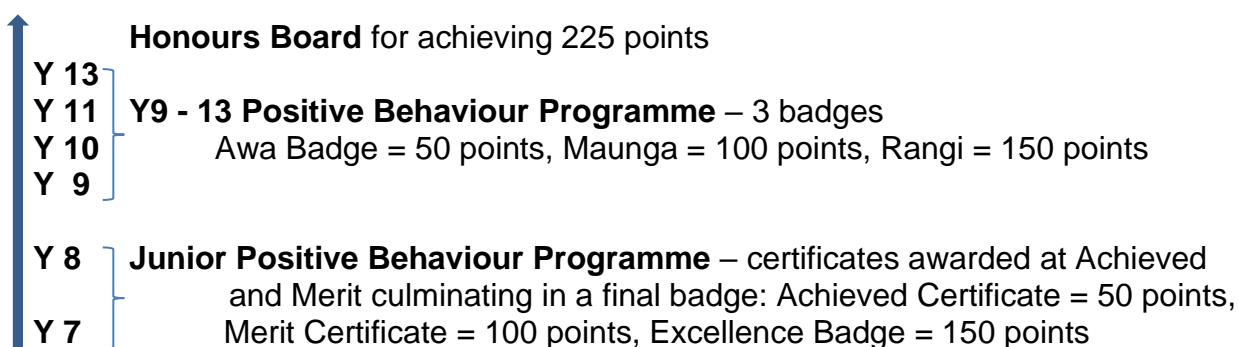 Honours Board for achieving 225 points
Y 13
Y 11 Y9 - 13 Positive Behaviour Programme – 3 badges
Y 10 Awa Badge = 50 points, Maunga = 100 points, Rangi = 150 points
Y 9
Y 8 Junior Positive Behaviour Programme – certificates awarded at Achieved
and Merit culminating in a final badge: Achieved Certificate = 50 points,
Y 7 Merit Certificate = 100 points, Excellence Badge = 150 points